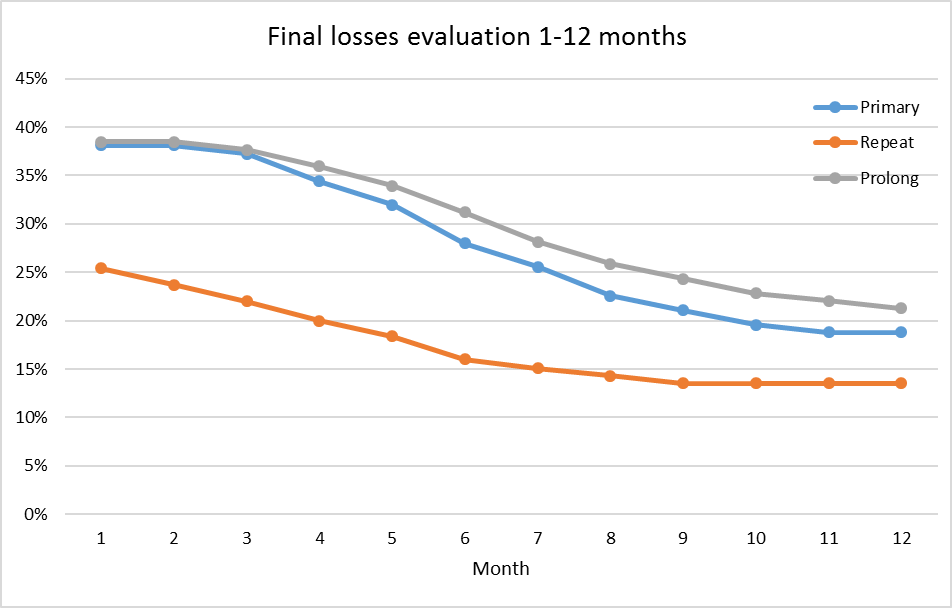 Final losses evaluation 1-12 months
45%
40%
35%
30%
25%
20%
15%
10%
5%
0%
Primary
Repeat
Prolong
1 2 3 4 5 6 7 8 9 10 11 12
Month